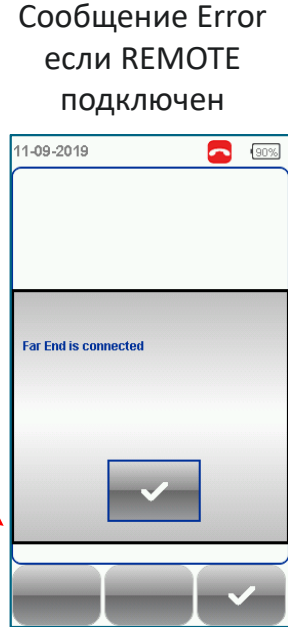 Сообщение Error
если REMOTE
подключен
11-09-2019
90%
Far End is connected